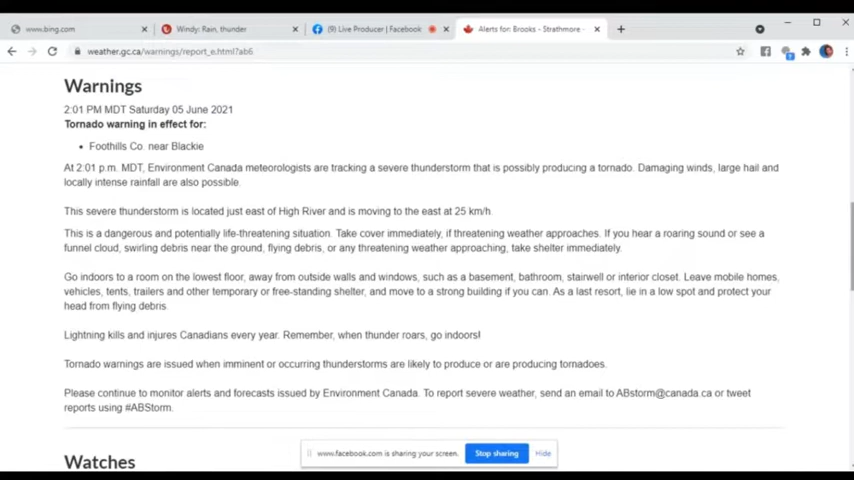 www.bing.com
Windy: Rain, thunder
(9) Live Producer | Facebook
Alerts for: Brooks - Strathmore -
weather.gc.ca/warnings/report_e.html?ab6
Warnings
2:01 PM MDT Saturday 05 June 2021
Tornado warning in effect for:
Foothills Co. near Blackie
At 2:01 p.m. MDT, Environment Canada meteorologists are tracking a severe thunderstorm that is possibly producing a tornado. Damaging winds, large hail and
locally intense rainfall are also possible.
This severe thunderstorm is located just east of High River and is moving to the east at 25 km/h.
This is a dangerous and potentially life-threatening situation. Take cover immediately, if threatening weather approaches. If you hear a roaring sound or see a
funnel cloud, swirling debris near the ground, flying debris, or any threatening weather approaching, take shelter immediately.
Go indoors to a room on the lowest floor, away from outside walls and windows, such as a basement, bathroom, stairwell or interior closet. Leave mobile homes,
vehicles, tents, trailers and other temporary or free-standing shelter, and move to a strong building if you can. As a last resort, lie in a low spot and protect your
head from flying debris.
Lightning kills and injures Canadians every year. Remember, when thunder roars, go indoors!
Tornado warnings are issued when imminent or occurring thunderstorms are likely to produce or are producing tornadoes.
Please continue to monitor alerts and forecasts issued by Environment Canada. To report severe weather, send an email to ABstorm@canada.ca or tweet
reports using #ABStorm.
www.facebook.com is sharing your screen.
Stop sharing
Hide
Watches